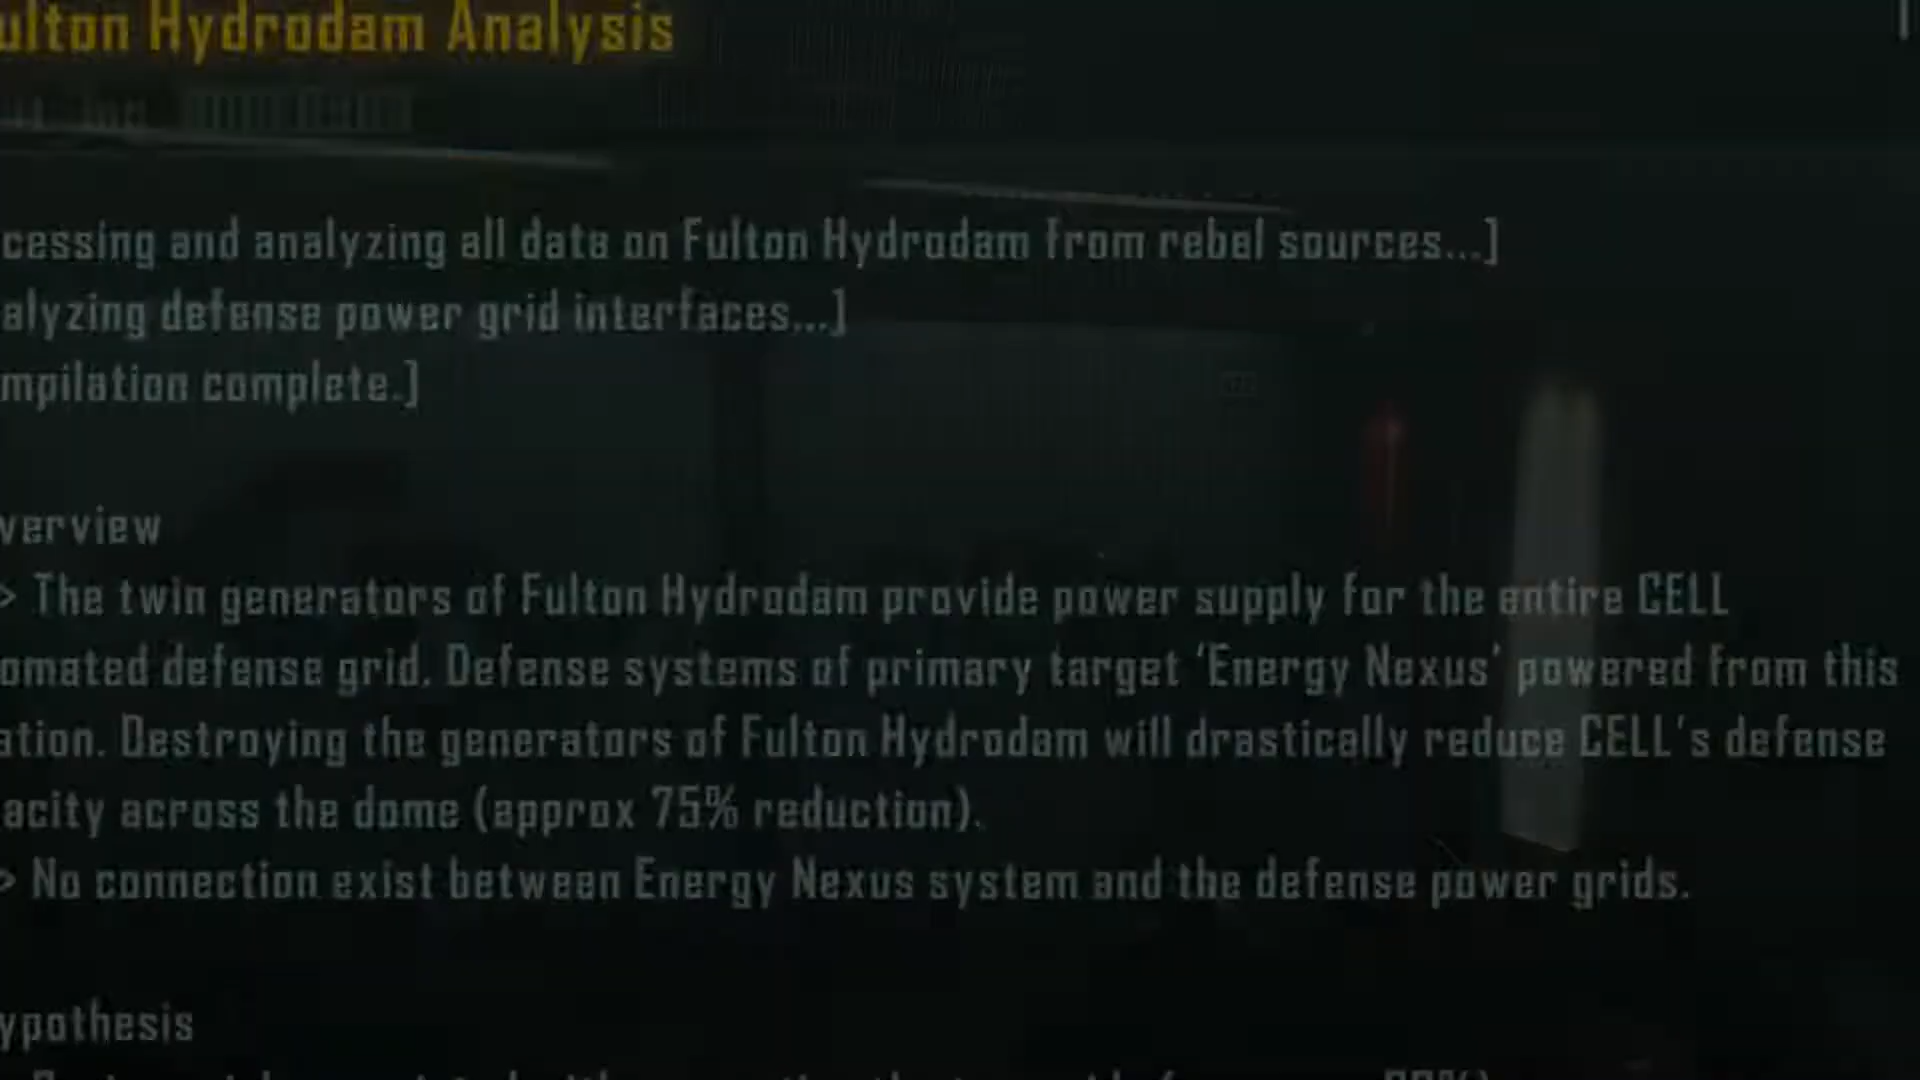 ulton Hydrodam Analysis
cessing and analyzing all data on Fulton Hydrodam from rebel sources...]
alyzing defense power grid interfaces...]
mpilation complete.]
verview
> The twin generators of Fulton Hydrodam provide power supply for the entire CELL
omated defense grid. Defense systems of primary target 'Energy Nexus' powered from this
ation. Destroying the generators of Fulton Hydrodam will drastically reduce CELL's defense
acity across the dome (approx 75% reduction).
> No connection exist between Energy Nexus system and the defense power grids.
ypothesis